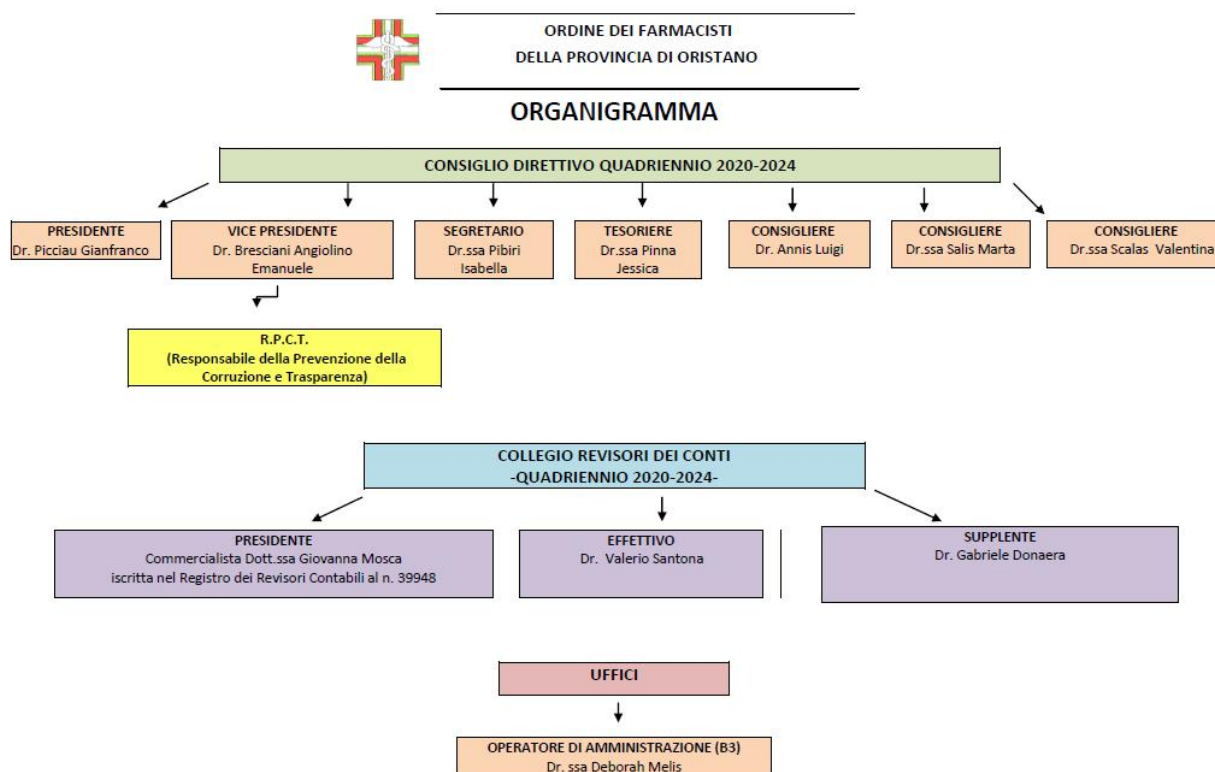 ORDINE DEI FARMACISTI
DELLA PROVINCIA DI ORISTANO
ORGANIGRAMMA
CONSIGLIO DIRETTIVO QUADRIENNIO 2020-2024
PRESIDENTE
Dr. Picciau Gianfranco
VICE PRESIDENTE
Dr. Bresciani Angiolino
Emanuele
SEGRETARIO
Dr.ssa Pibiri
Isabella
TESORIERE
Dr.ssa Pinna
Jessica
CONSIGLIERE
Dr. Annis Luigi
CONSIGLIERE
Dr.ssa Salis Marta
CONSIGLIERE
Dr.ssa Scalas Valentina
R.P.C.T.
(Responsabile della Prevenzione della
Corruzione e Trasparenza)
COLLEGIO REVISORI DEI CONTI
-QUADRIENNIO 2020-2024-
PRESIDENTE
Commercialista Dott.ssa Giovanna Mosca
iscritta nel Registro dei Revisori Contabili al n. 39948
EFFETTIVO
Dr. Valerio Santona
SUPPLENTE
Dr. Gabriele Donaera
UFFICI
OPERATORE DI AMMINISTRAZIONE (B3)
Dr. ssa Deborah Melis